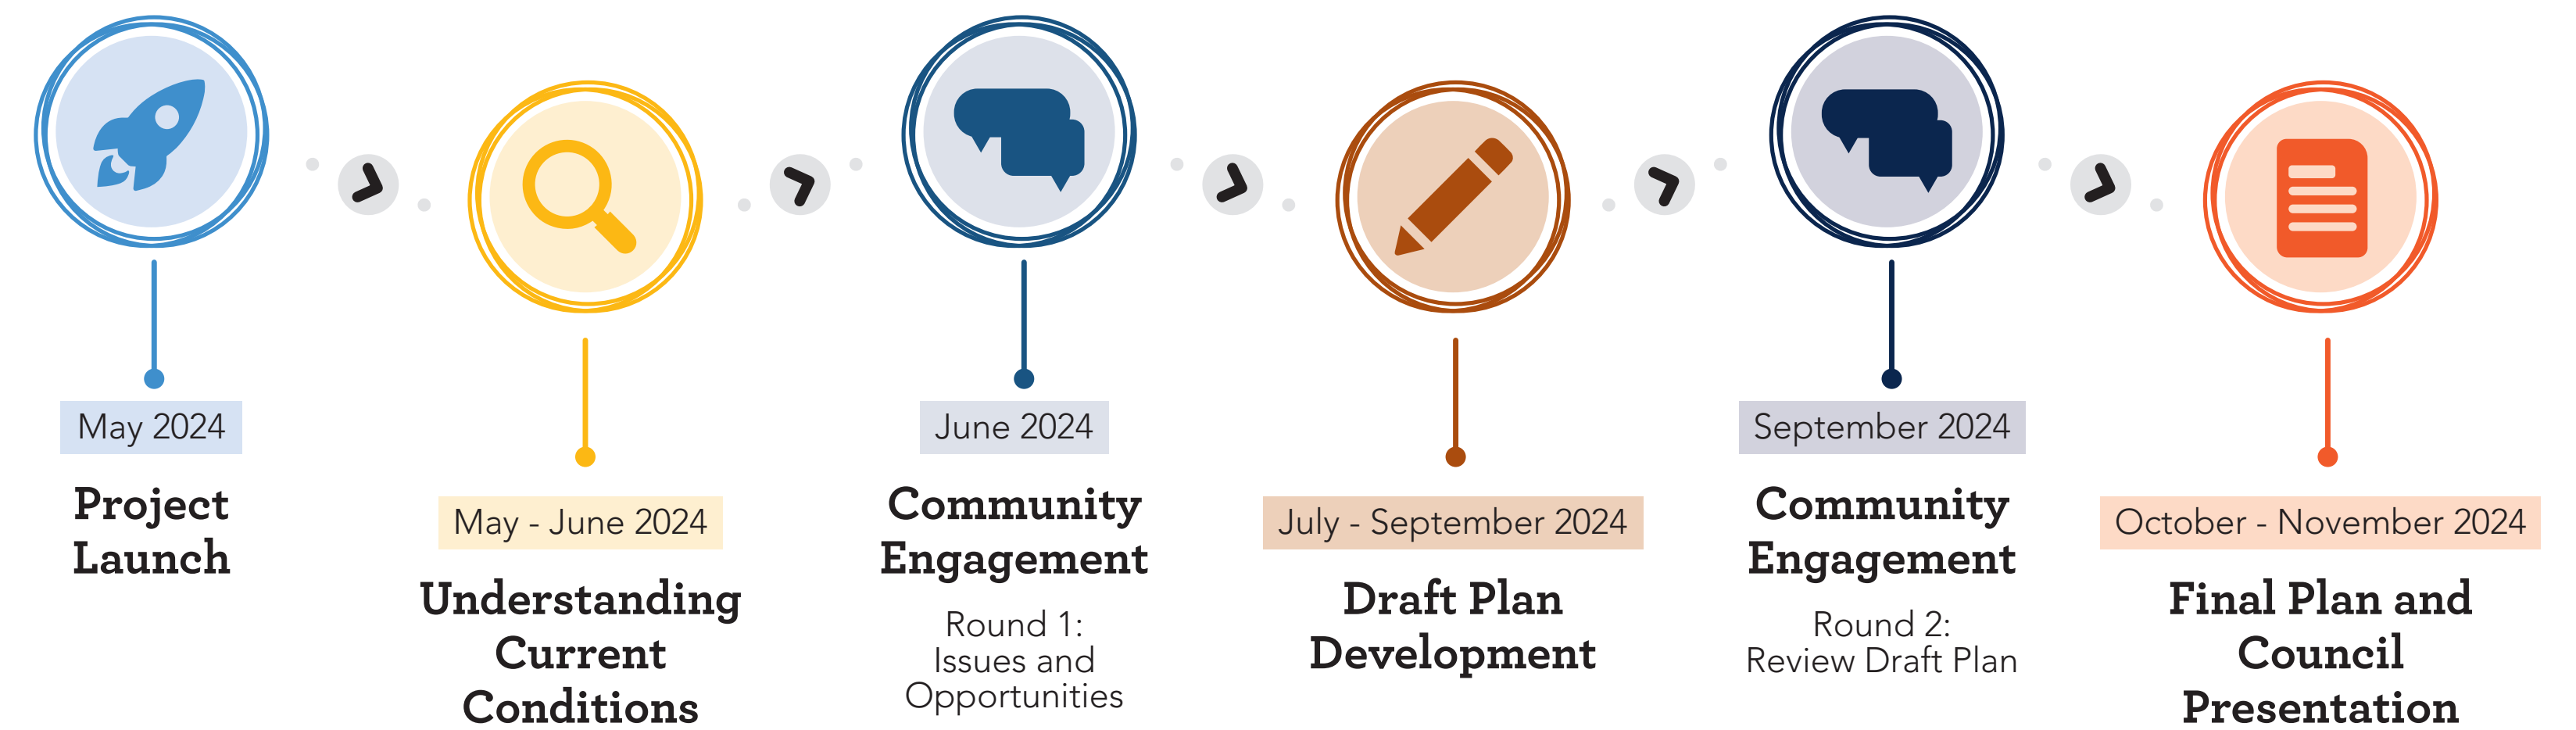 May 2024
Project
Launch
May - June 2024
Understanding
Current
Conditions
June 2024
Community
Engagement
Round 1:
Issues and
Opportunities
July - September 2024
Draft Plan
Development
September 2024
Community
Engagement
Round 2:
Review Draft Plan
October - November 2024
Final Plan and
Council
Presentation